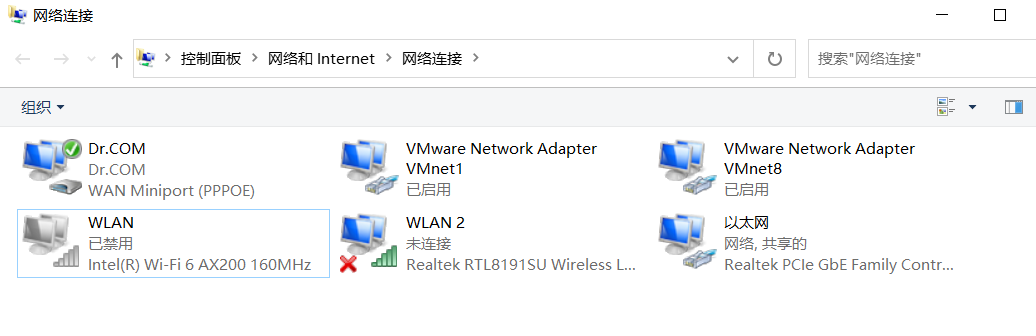 网络连接
控制面板 网络和 Internet 网络连接
搜索"网络连接"
组织
Dr.COM
Dr.COM
WAN Miniport (PPPOE)
VMware Network Adapter
VMnet1
已启用
VMware Network Adapter
VMnet8
已启用
WLAN
已禁用
Intel(R) Wi-Fi 6 AX200 160MHz
WLAN 2
未连接
Realtek RTL8191SU Wireless L...
以太网
网络, 共享的
Realtek PCIe GbE Family Contr...